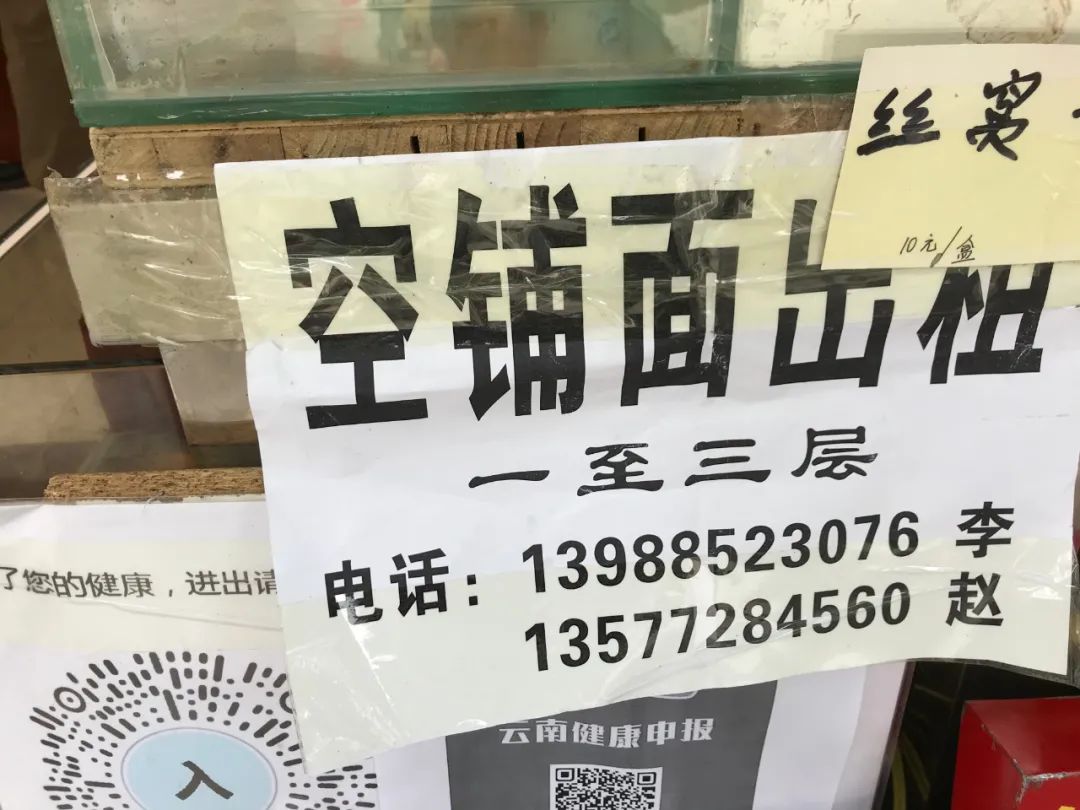 丝窝
10元/盒
空铺面出租
一至三层
电话：13988523076 李
13577284560 赵
了您的健康，进出请
入
云南健康申报